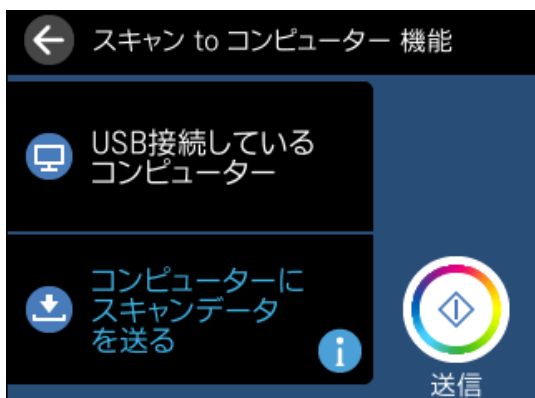 スキャン to コンピューター 機能
USB接続している
コンピューター
コンピューターに
スキャンデータ
を送る
i
送信